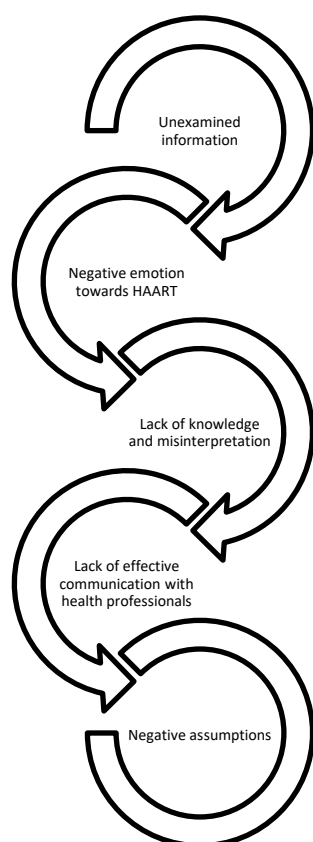 Unexamined
information
Negative emotion
towards HAART
Lack of knowledge
and misinterpretation
Lack of effective
communication with
health professionals
Negative assumptions